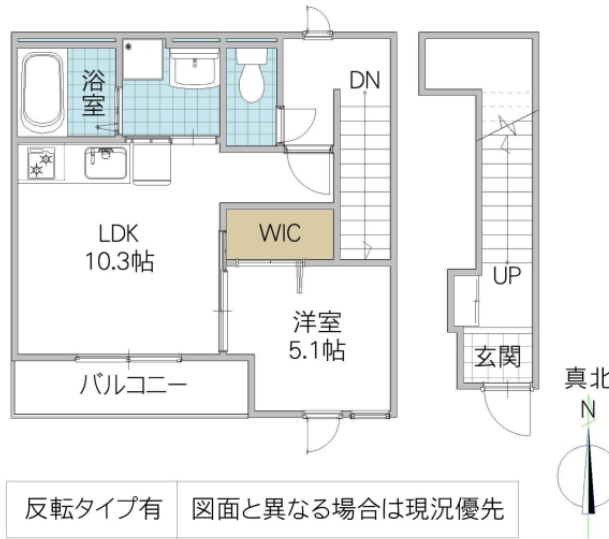 浴室
DN
LDK
10.3帖
WIC
洋室
5.1帖
バルコニー
UP
玄関
真北
N
反転タイプ有
図面と異なる場合は現況優先